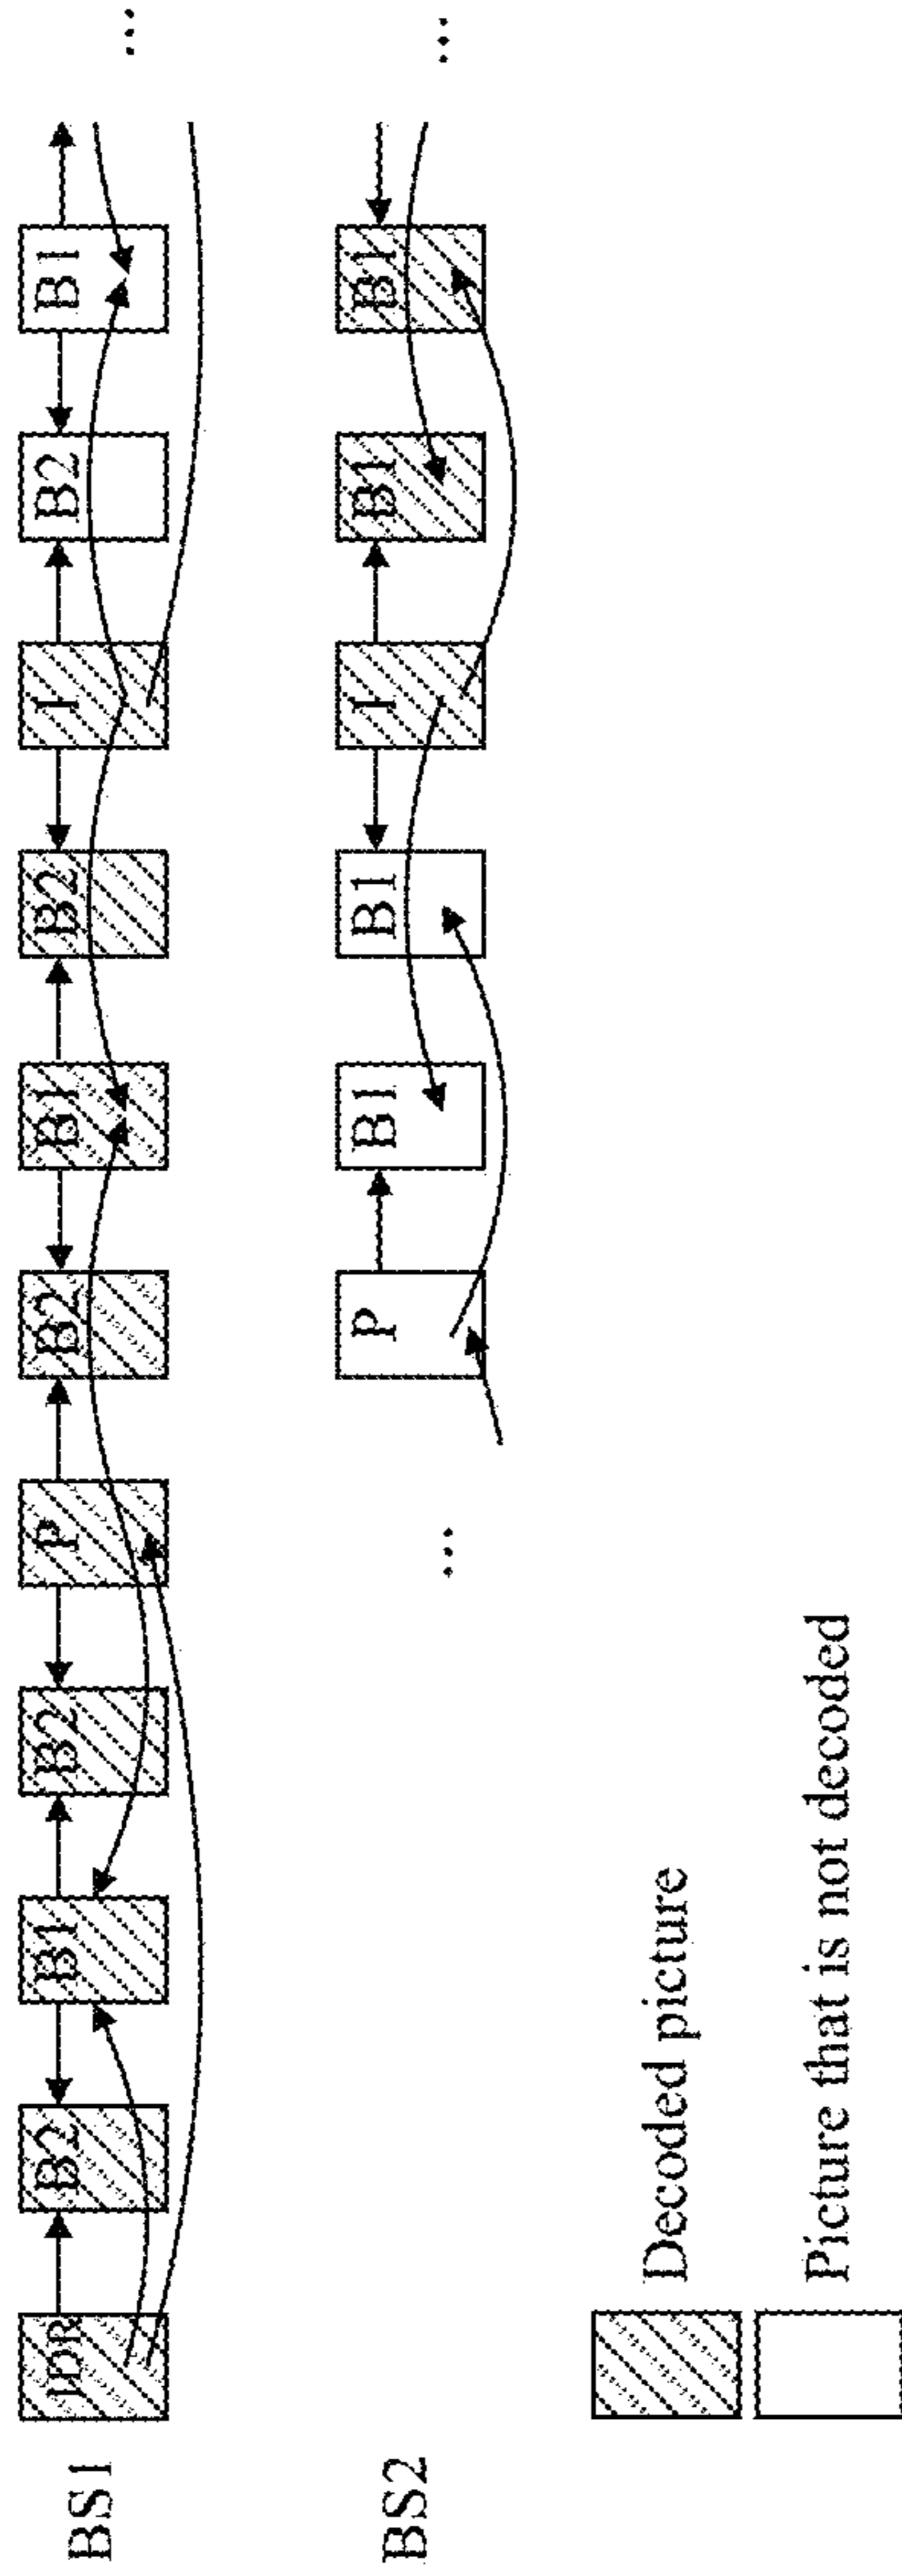 BS1 IDR B2 B1 B2 P B2 B1 B2 I B2 B1 ...
BS2 ... P B1 B1 I B1 B1 ...
Decoded picture
Picture that is not decoded